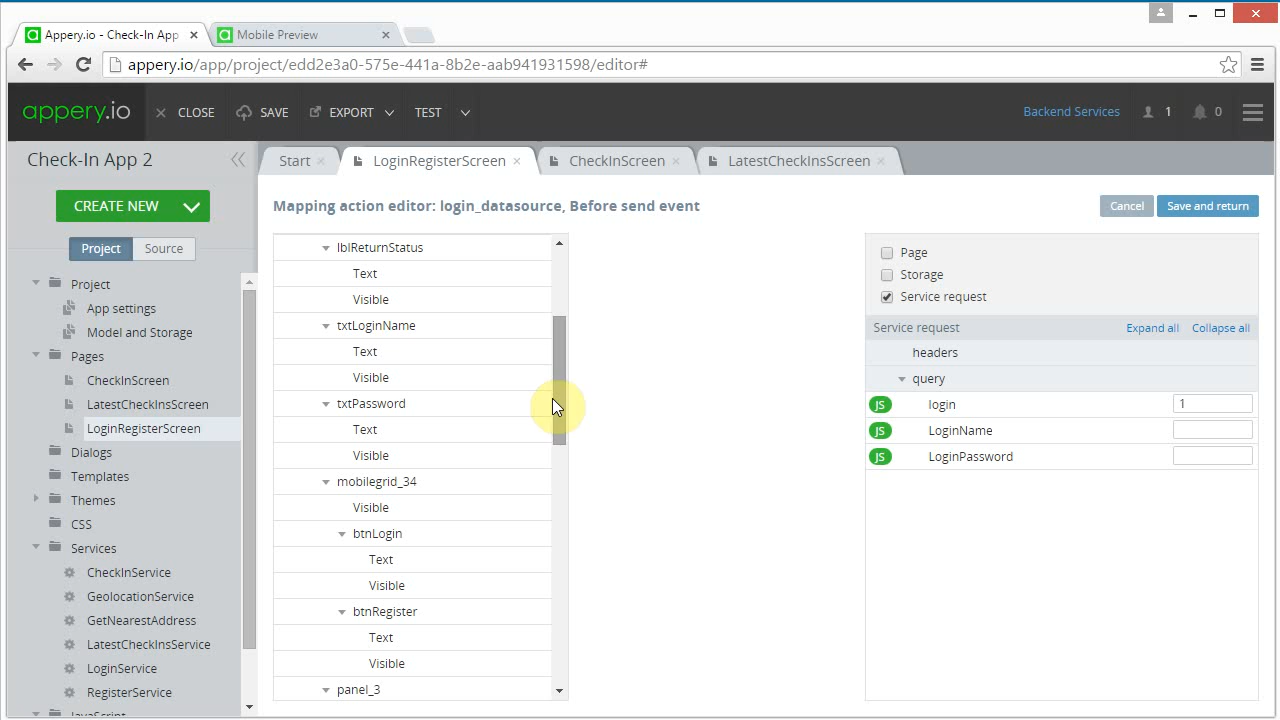 Appery.io - Check-In App
Mobile Preview
appery.io/app/project/edd2e3a0-575e-441a-8b2e-aab941931598/editor#
appery.io
CLOSE
SAVE
EXPORT
TEST
Backend Services
1
0
Check-In App 2
Start
LoginRegisterScreen
CheckInScreen
LatestCheckInsScreen
CREATE NEW
Project
Source
Project
App settings
Model and Storage
Pages
CheckInScreen
LatestCheckInsScreen
LoginRegisterScreen
Dialogs
Templates
Themes
CSS
Services
CheckInService
GeolocationService
GetNearestAddress
LatestCheckInsService
LoginService
RegisterService
JavaScript
Mapping action editor: login_datasource, Before send event
Cancel
Save and return
lblReturnStatus
Text
Visible
txtLoginName
Text
Visible
txtPassword
Text
Visible
mobilegrid_34
Visible
btnLogin
Text
Visible
btnRegister
Text
Visible
panel_3
Page
Storage
Service request
Service request
Expand all
Collapse all
headers
query
JS login 1
JS LoginName
JS LoginPassword